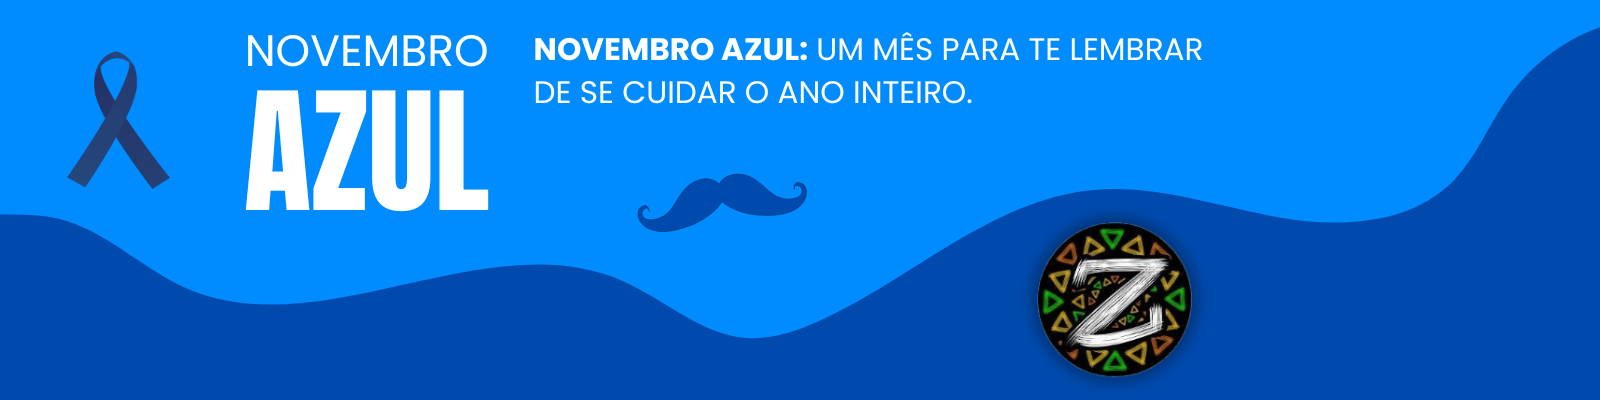 NOVEMBRO
AZUL
NOVEMBRO AZUL: UM MÊS PARA TE LEMBRAR
DE SE CUIDAR O ANO INTEIRO.
Z